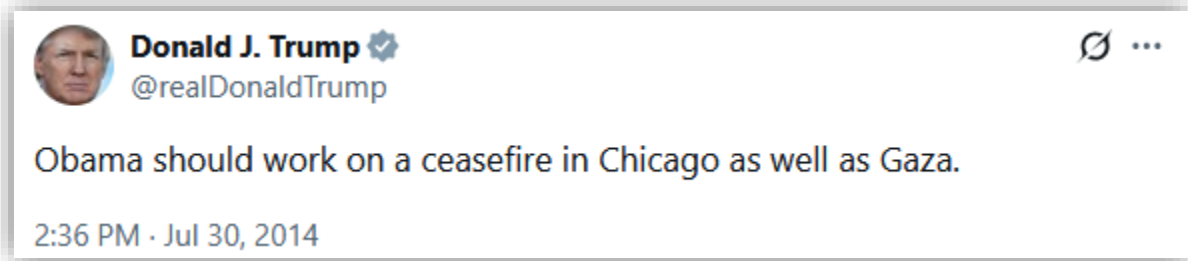 Donald J. Trump
@realDonaldTrump
Obama should work on a ceasefire in Chicago as well as Gaza.
2:36 PM · Jul 30, 2014